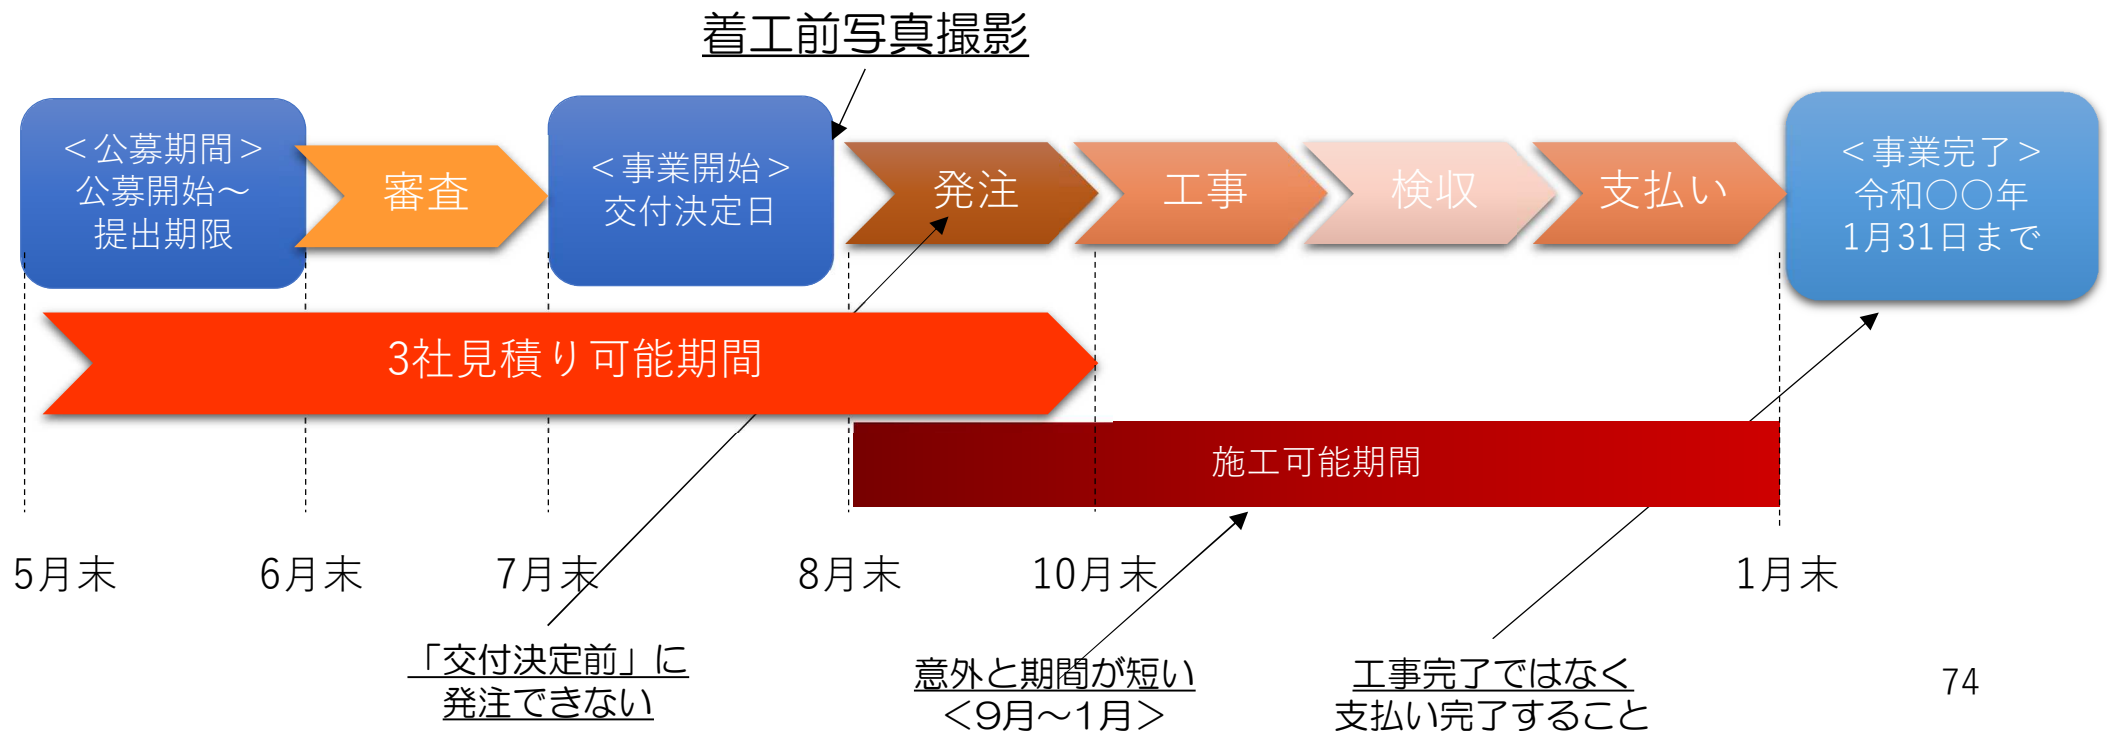 着工前写真撮影
＜公募期間＞
公募開始～
提出期限
審査
＜事業開始＞
交付決定日
発注
工事
検収
支払い
＜事業完了＞
令和○○年
1月31日まで
3社見積り可能期間
施工可能期間
5月末
6月末
7月末
8月末
10月末
1月末
「交付決定前」に
発注できない
意外と期間が短い
＜9月～1月＞
工事完了ではなく
支払い完了すること
74